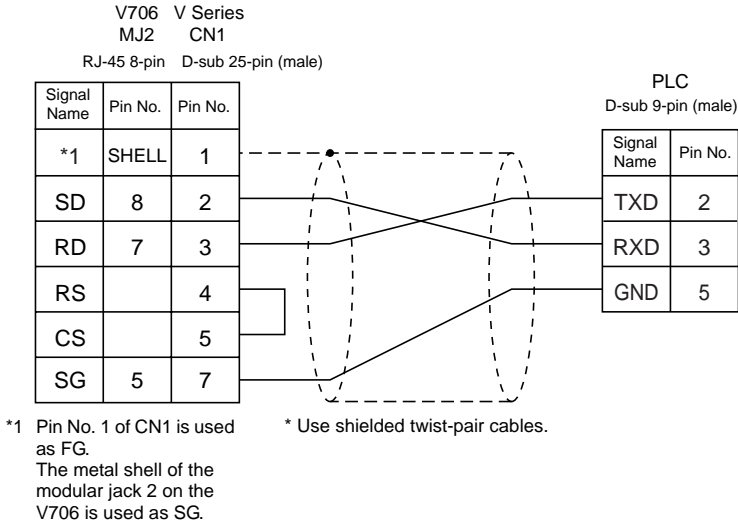 V706 V Series
MJ2 CN1
RJ-45 8-pin D-sub 25-pin (male)
Signal Name Pin No. Pin No.
*1 SHELL 1
SD 8 2
RD 7 3
RS 4
CS 5
SG 5 7
PLC
D-sub 9-pin (male)
Signal Name Pin No.
TXD 2
RXD 3
GND 5
*1 Pin No. 1 of CN1 is used
as FG.
The metal shell of the
modular jack 2 on the
V706 is used as SG.
* Use shielded twist-pair cables.